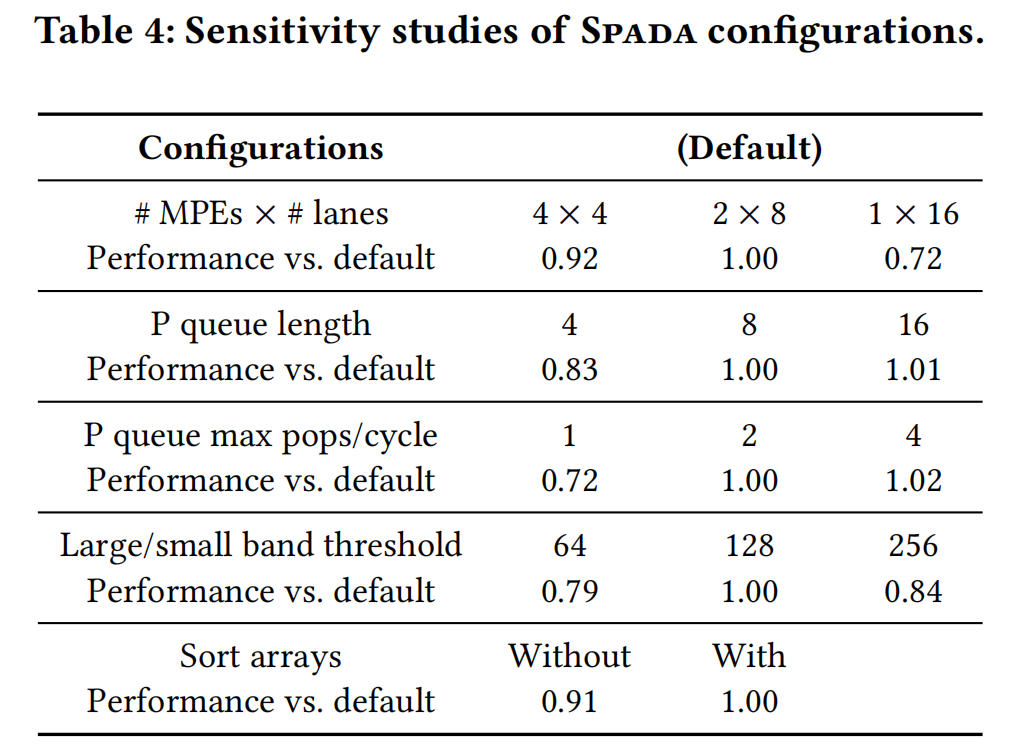 Table 4: Sensitivity studies of SPADA configurations.
Configurations (Default)
# MPEs × # lanes 4 × 4 2 × 8 1 × 16
Performance vs. default 0.92 1.00 0.72
P queue length 4 8 16
Performance vs. default 0.83 1.00 1.01
P queue max pops/cycle 1 2 4
Performance vs. default 0.72 1.00 1.02
Large/small band threshold 64 128 256
Performance vs. default 0.79 1.00 0.84
Sort arrays Without With
Performance vs. default 0.91 1.00